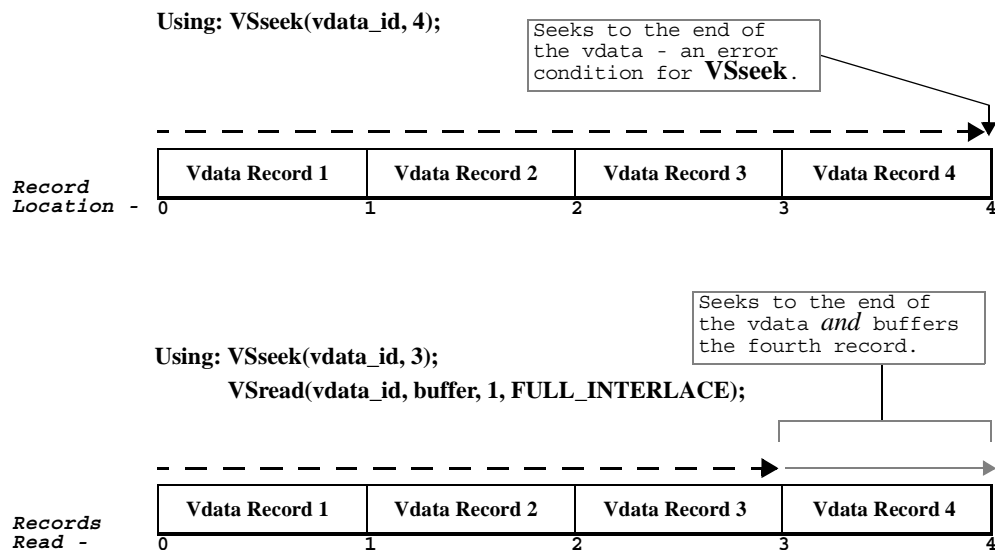 Using: VSseek(vdata_id, 4);
Seeks to the end of
the vdata - an error
condition for VSseek.
Vdata Record 1 Vdata Record 2 Vdata Record 3 Vdata Record 4
Record
Location - 0 1 2 3 4
Seeks to the end of
the vdata and buffers
the fourth record.
Using: VSseek(vdata_id, 3);
VSread(vdata_id, buffer, 1, FULL_INTERLACE);
Vdata Record 1 Vdata Record 2 Vdata Record 3 Vdata Record 4
Records
Read - 0 1 2 3 4